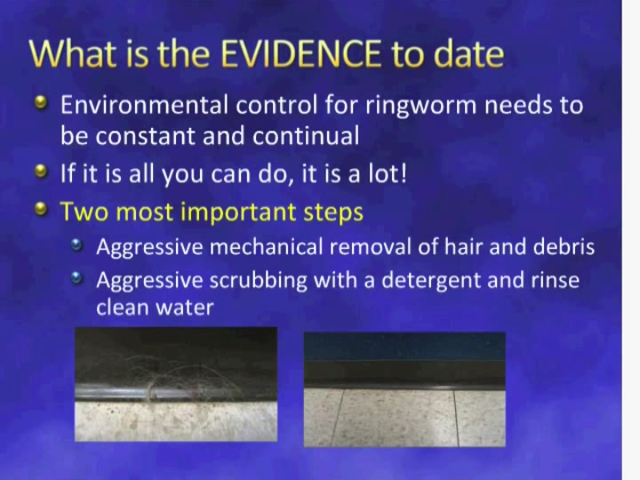 What is the EVIDENCE to date
Environmental control for ringworm needs to
be constant and continual
If it is all you can do, it is a lot!
Two most important steps
Aggressive mechanical removal of hair and debris
Aggressive scrubbing with a detergent and rinse
clean water